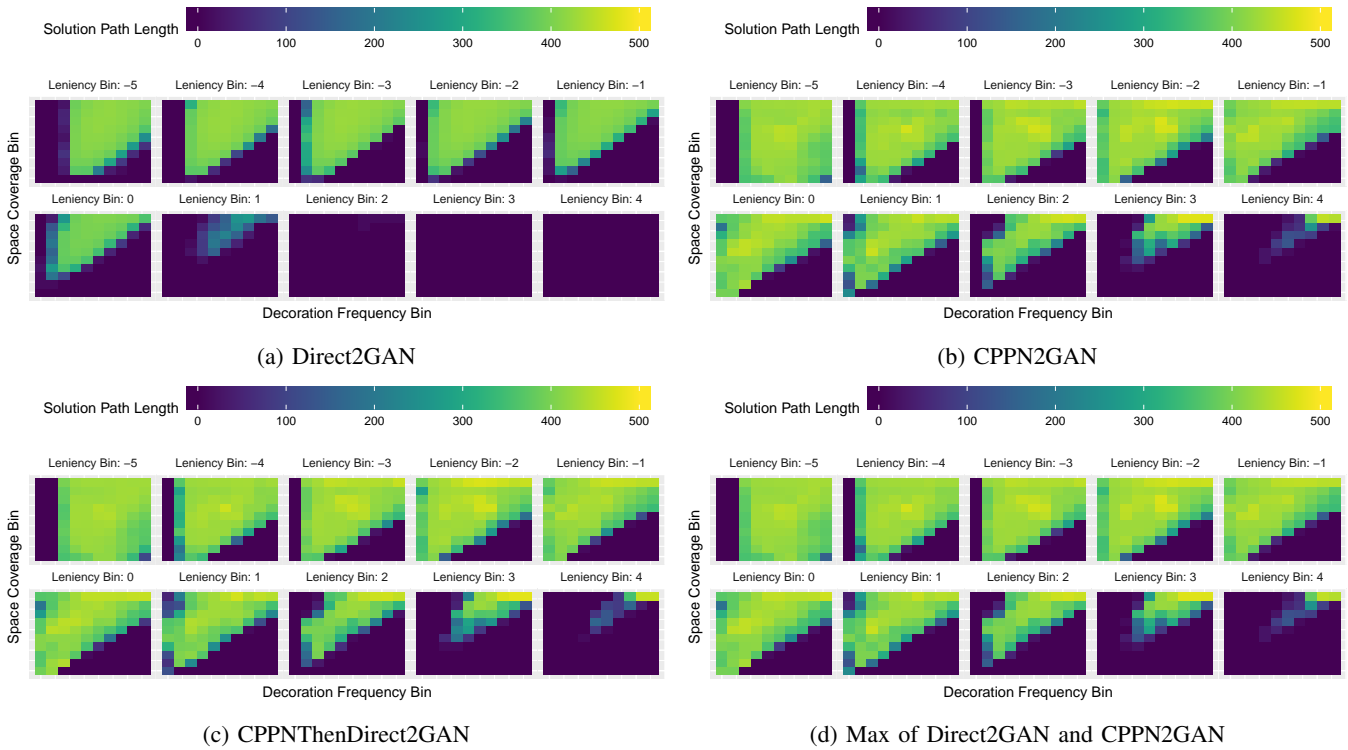 Solution Path Length
0 100 200 300 400 500
Leniency Bin: −5 Leniency Bin: −4 Leniency Bin: −3 Leniency Bin: −2 Leniency Bin: −1
Leniency Bin: 0 Leniency Bin: 1 Leniency Bin: 2 Leniency Bin: 3 Leniency Bin: 4
Space Coverage Bin
Decoration Frequency Bin
(a) Direct2GAN
Solution Path Length
0 100 200 300 400 500
Leniency Bin: −5 Leniency Bin: −4 Leniency Bin: −3 Leniency Bin: −2 Leniency Bin: −1
Leniency Bin: 0 Leniency Bin: 1 Leniency Bin: 2 Leniency Bin: 3 Leniency Bin: 4
Space Coverage Bin
Decoration Frequency Bin
(b) CPPN2GAN
Solution Path Length
0 100 200 300 400 500
Leniency Bin: −5 Leniency Bin: −4 Leniency Bin: −3 Leniency Bin: −2 Leniency Bin: −1
Leniency Bin: 0 Leniency Bin: 1 Leniency Bin: 2 Leniency Bin: 3 Leniency Bin: 4
Space Coverage Bin
Decoration Frequency Bin
(c) CPPNThenDirect2GAN
Solution Path Length
0 100 200 300 400 500
Leniency Bin: −5 Leniency Bin: −4 Leniency Bin: −3 Leniency Bin: −2 Leniency Bin: −1
Leniency Bin: 0 Leniency Bin: 1 Leniency Bin: 2 Leniency Bin: 3 Leniency Bin: 4
Space Coverage Bin
Decoration Frequency Bin
(d) Max of Direct2GAN and CPPN2GAN